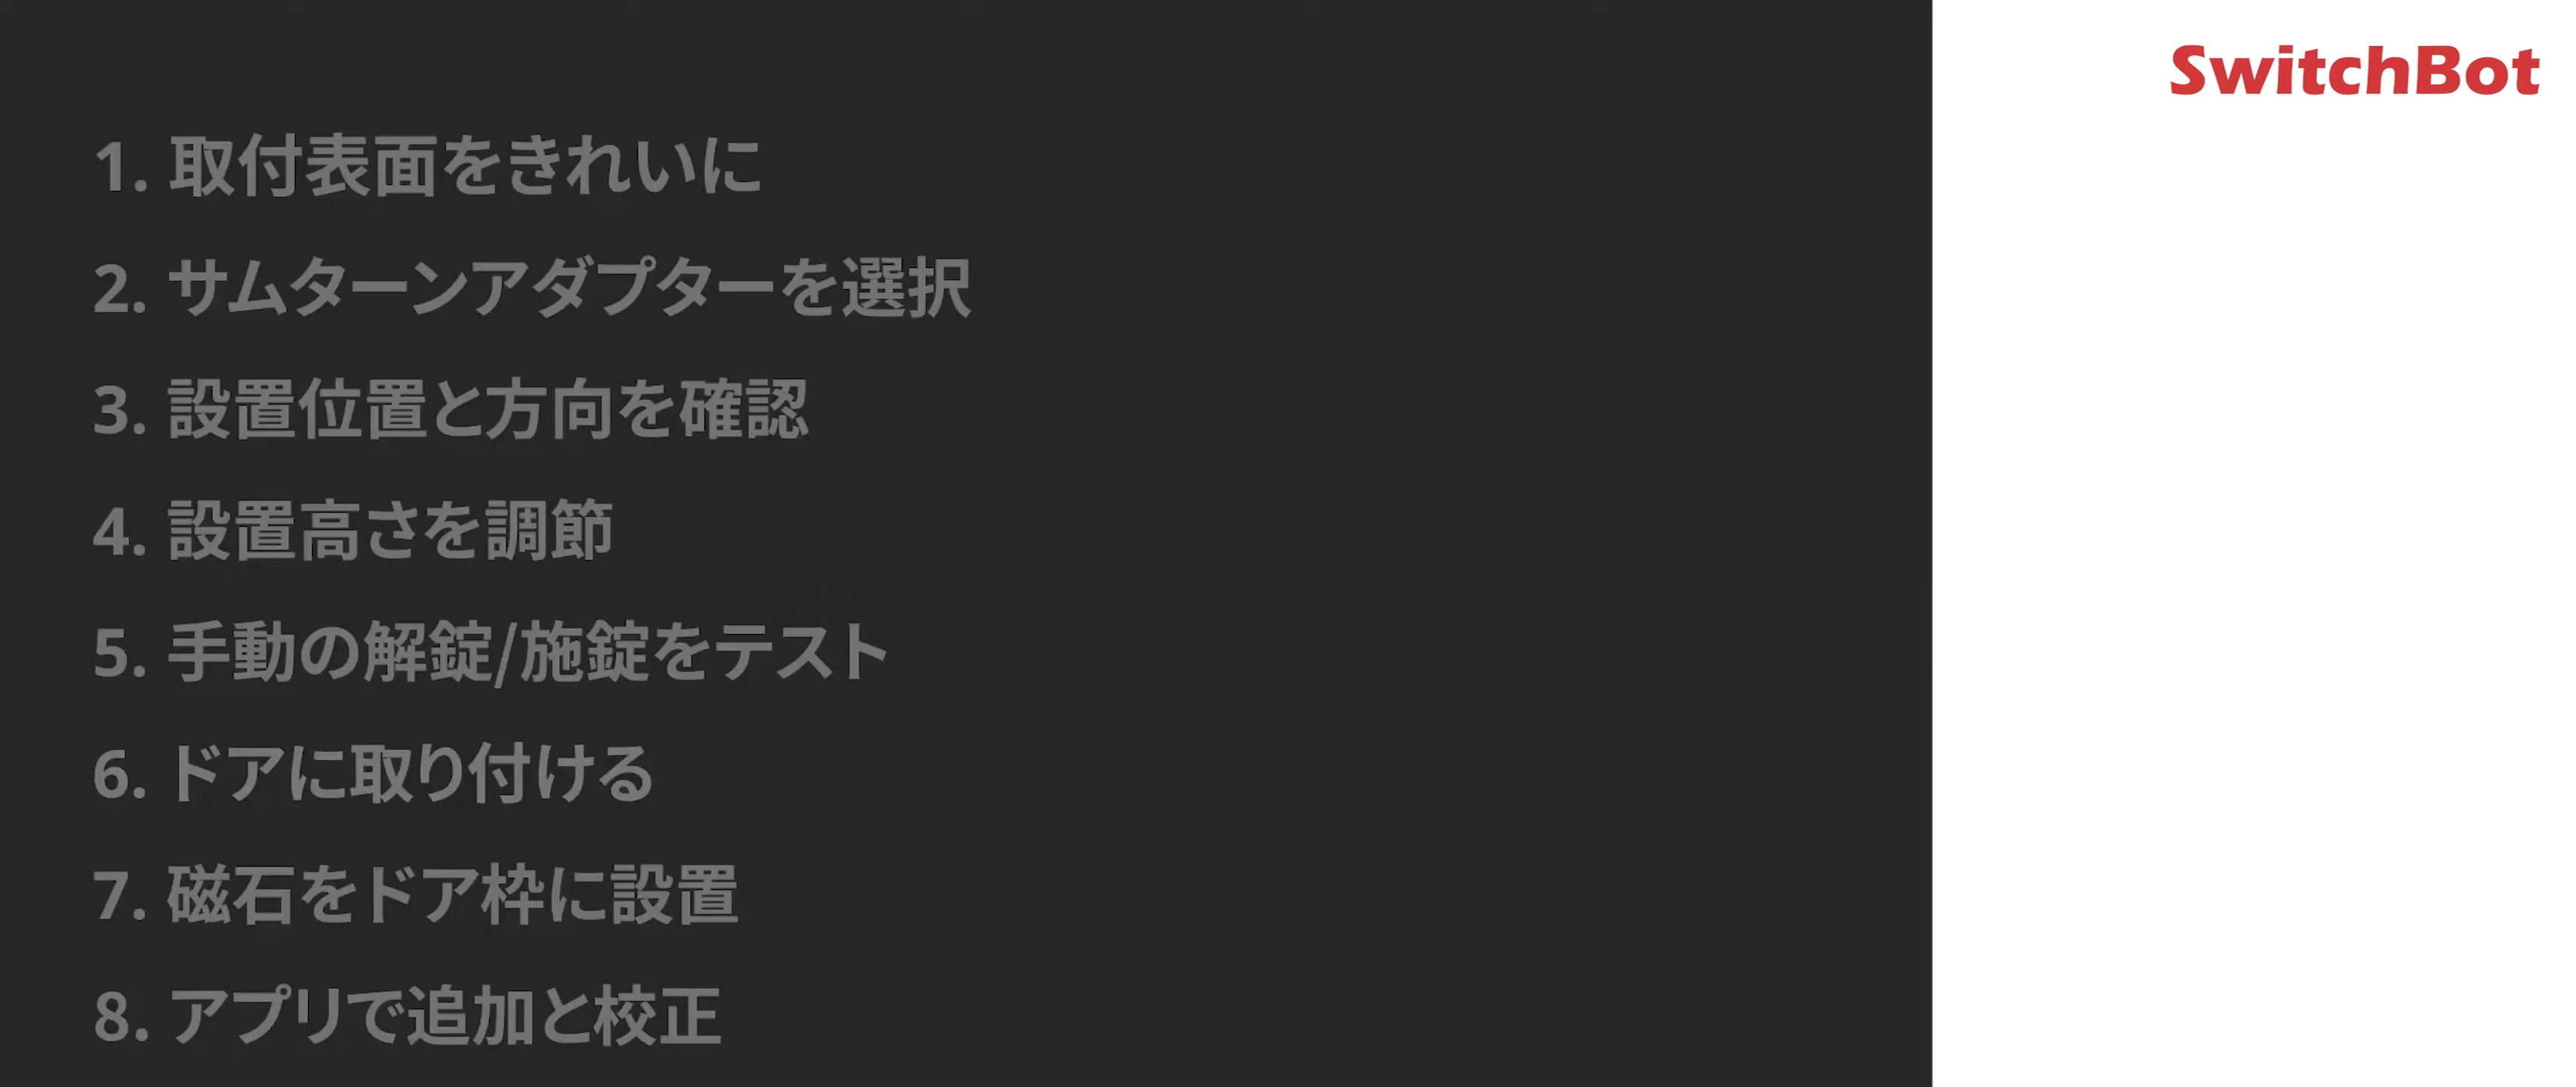 SwitchBot
1. 取付表面をきれいに
2. サムターンアダプターを選択
3. 設置位置と方向を確認
4. 設置高さを調節
5. 手動の解錠/施錠をテスト
6. ドアに取り付ける
7. 磁石をドア枠に設置
8. アプリで追加と校正